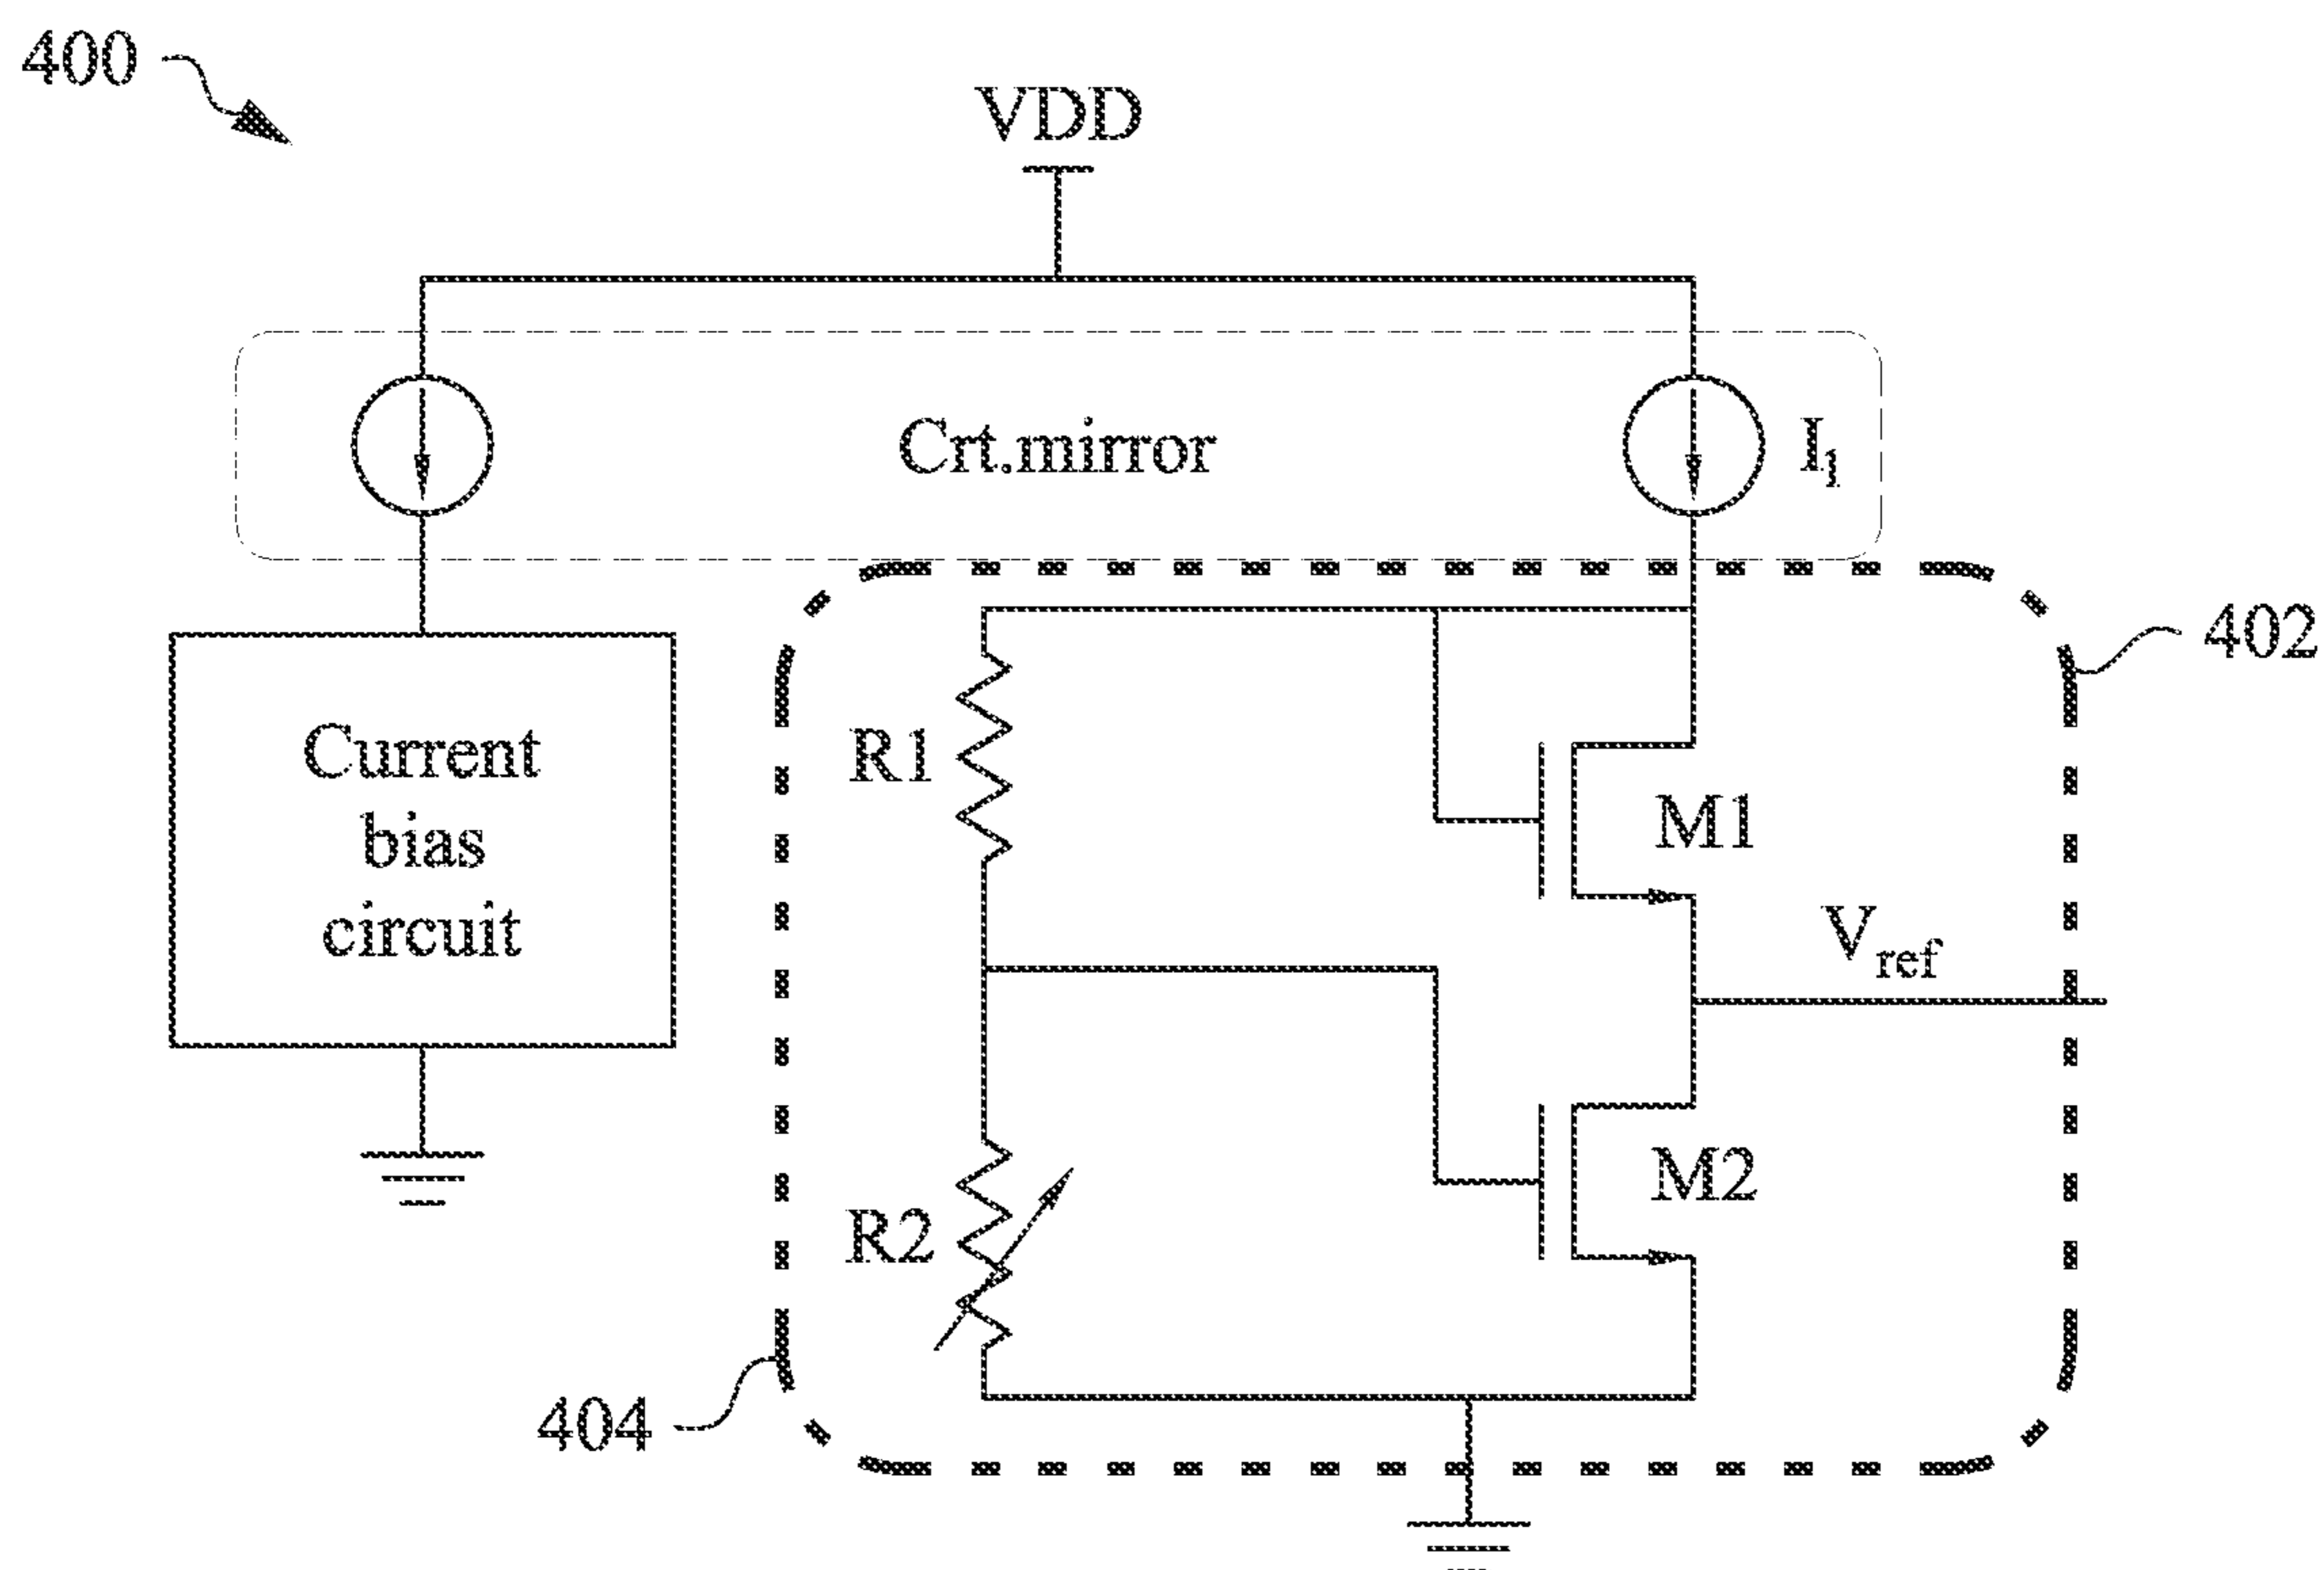 400
VDD
Crt.mirror
I1
402
Current
bias
circuit
R1
M1
Vref
M2
R2
404